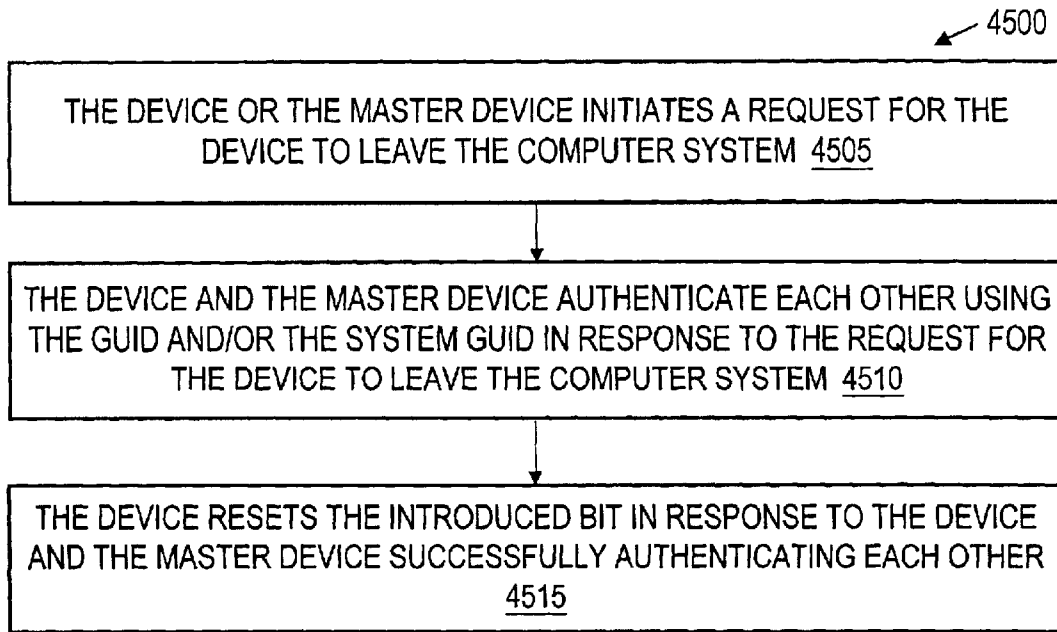 4500
THE DEVICE OR THE MASTER DEVICE INITIATES A REQUEST FOR THE
DEVICE TO LEAVE THE COMPUTER SYSTEM 4505
THE DEVICE AND THE MASTER DEVICE AUTHENTICATE EACH OTHER USING
THE GUID AND/OR THE SYSTEM GUID IN RESPONSE TO THE REQUEST FOR
THE DEVICE TO LEAVE THE COMPUTER SYSTEM 4510
THE DEVICE RESETS THE INTRODUCED BIT IN RESPONSE TO THE DEVICE
AND THE MASTER DEVICE SUCCESSFULLY AUTHENTICATING EACH OTHER
4515